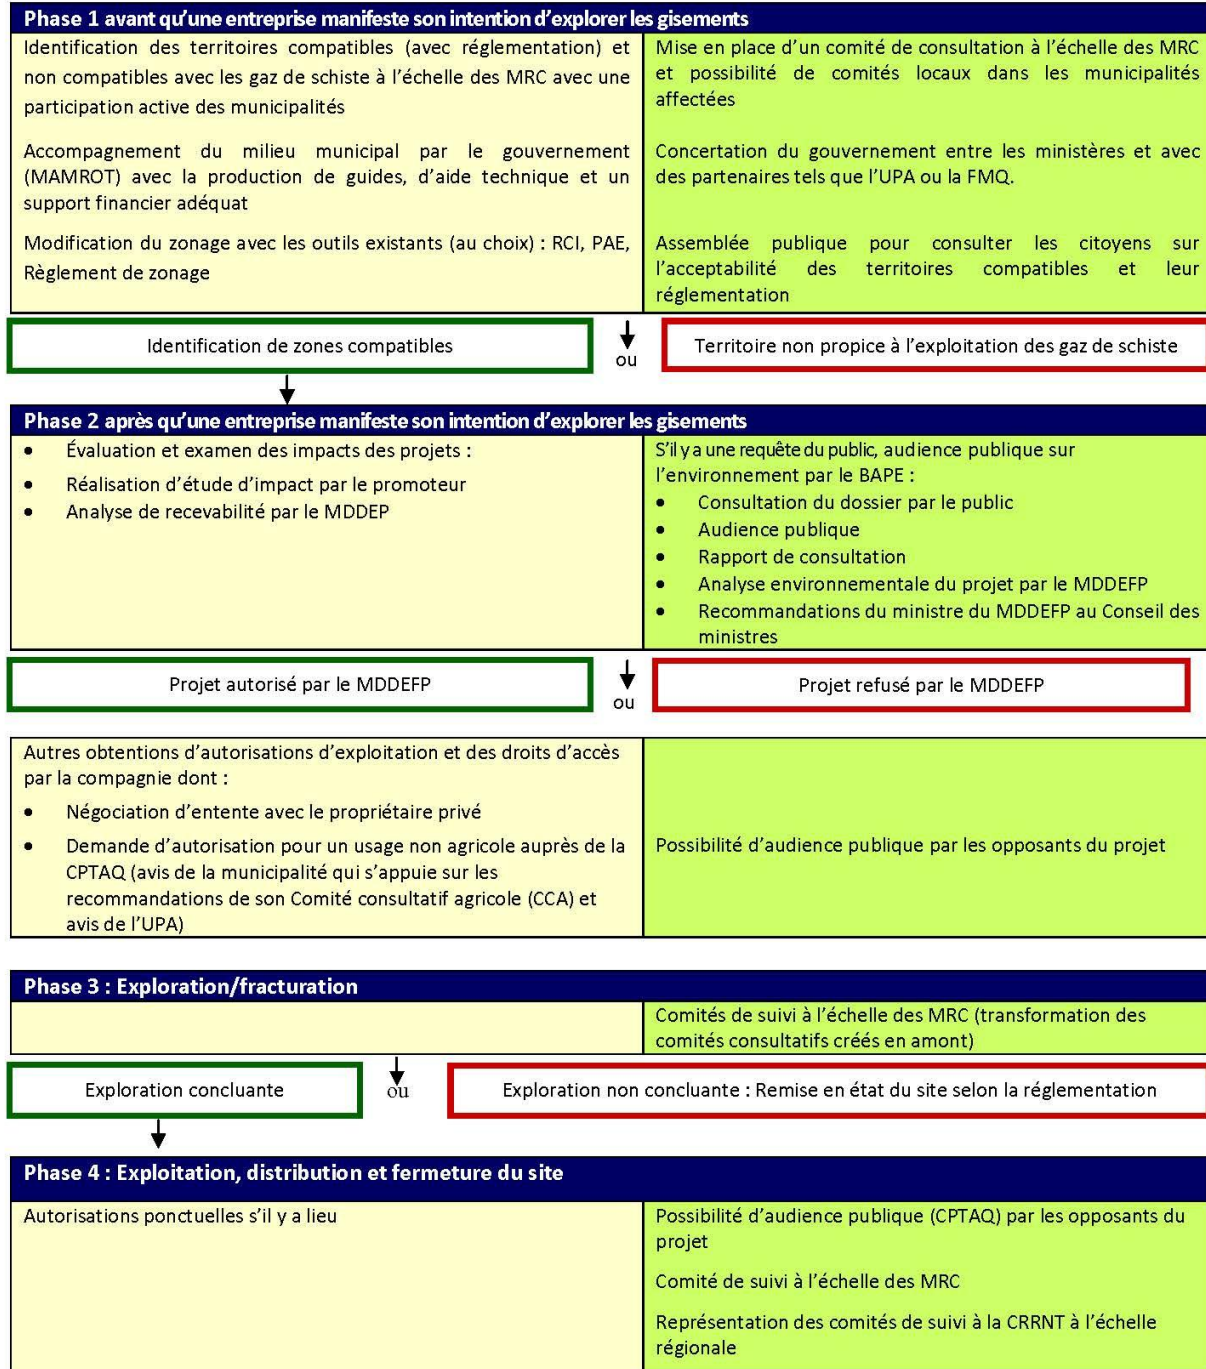 Phase 1 avant qu'une entreprise manifeste son intention d'explorer les gisements
Identification des territoires compatibles (avec réglementation) et
non compatibles avec les gaz de schiste à l'échelle des MRC avec une
participation active des municipalités
Accompagnement du milieu municipal par le gouvernement
(MAMROT) avec la production de guides, d'aide technique et un
support financier adéquat
Modification du zonage avec les outils existants (au choix) : RCI, PAE,
Règlement de zonage
Mise en place d'un comité de consultation à l'échelle des MRC
et possibilité de comités locaux dans les municipalités
affectées
Concertation du gouvernement entre les ministères et avec
des partenaires tels que l'UPA ou la FMQ.
Assemblée publique pour consulter les citoyens sur
l'acceptabilité des territoires compatibles et leur
réglementation
Identification de zones compatibles
ou
Territoire non propice à l'exploitation des gaz de schiste
Phase 2 après qu'une entreprise manifeste son intention d'explorer les gisements
• Évaluation et examen des impacts des projets :
• Réalisation d'étude d'impact par le promoteur
• Analyse de recevabilité par le MDDEP
S'il y a une requête du public, audience publique sur
l'environnement par le BAPE :
• Consultation du dossier par le public
• Audience publique
• Rapport de consultation
• Analyse environnementale du projet par le MDDEFP
• Recommandations du ministre du MDDEFP au Conseil des
ministres
Projet autorisé par le MDDEFP
ou
Projet refusé par le MDDEFP
Autres obtentions d'autorisations d'exploitation et des droits d'accès
par la compagnie dont :
• Négociation d'entente avec le propriétaire privé
• Demande d'autorisation pour un usage non agricole auprès de la
CPTAQ (avis de la municipalité qui s'appuie sur les
recommandations de son Comité consultatif agricole (CCA) et
avis de l'UPA)
Possibilité d'audience publique par les opposants du projet
Phase 3 : Exploration/fracturation
Comités de suivi à l'échelle des MRC (transformation des
comités consultatifs créés en amont)
Exploration concluante
ou
Exploration non concluante : Remise en état du site selon la réglementation
Phase 4 : Exploitation, distribution et fermeture du site
Autorisations ponctuelles s'il y a lieu
Possibilité d'audience publique (CPTAQ) par les opposants du
projet
Comité de suivi à l'échelle des MRC
Représentation des comités de suivi à la CRRNT à l'échelle
régionale